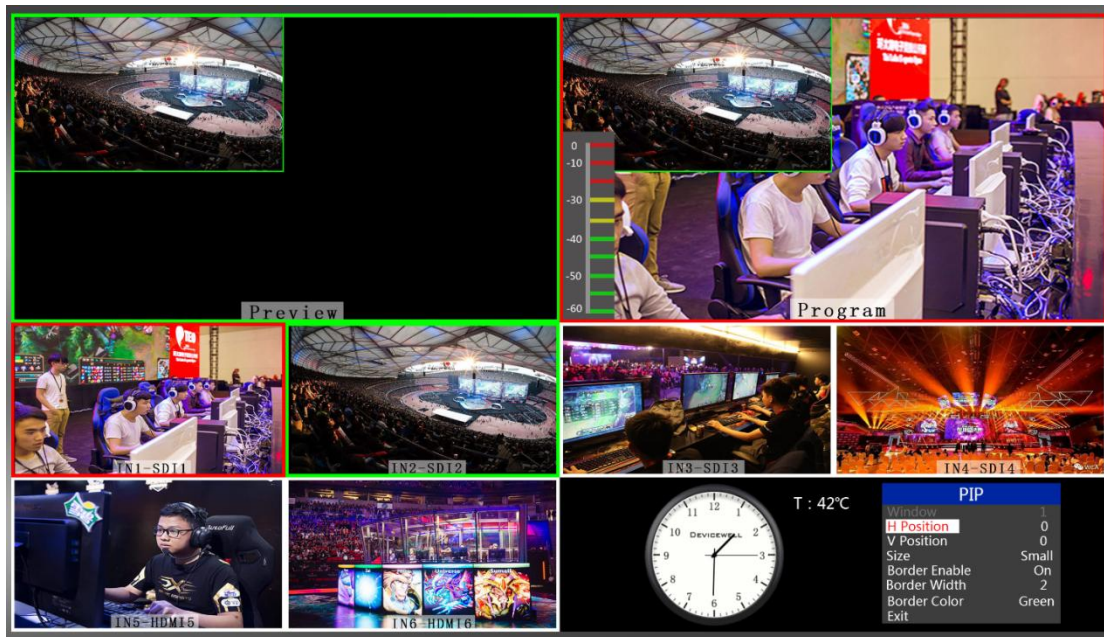 0
-10
-30
-40
-50
-60
Preview
Program
TED
IN1-SDI1
IN2-SDI2
IN3-SDI3
IN4-SDI4
IN5-HDMI5
IN6-HDMI6
12
1
2
3
4
5
6
7
8
9
10
11
DEVICEWELL
T : 42℃
PIP
Window 1
H Position 0
V Position 0
Size Small
Border Enable On
Border Width 2
Border Color Green
Exit